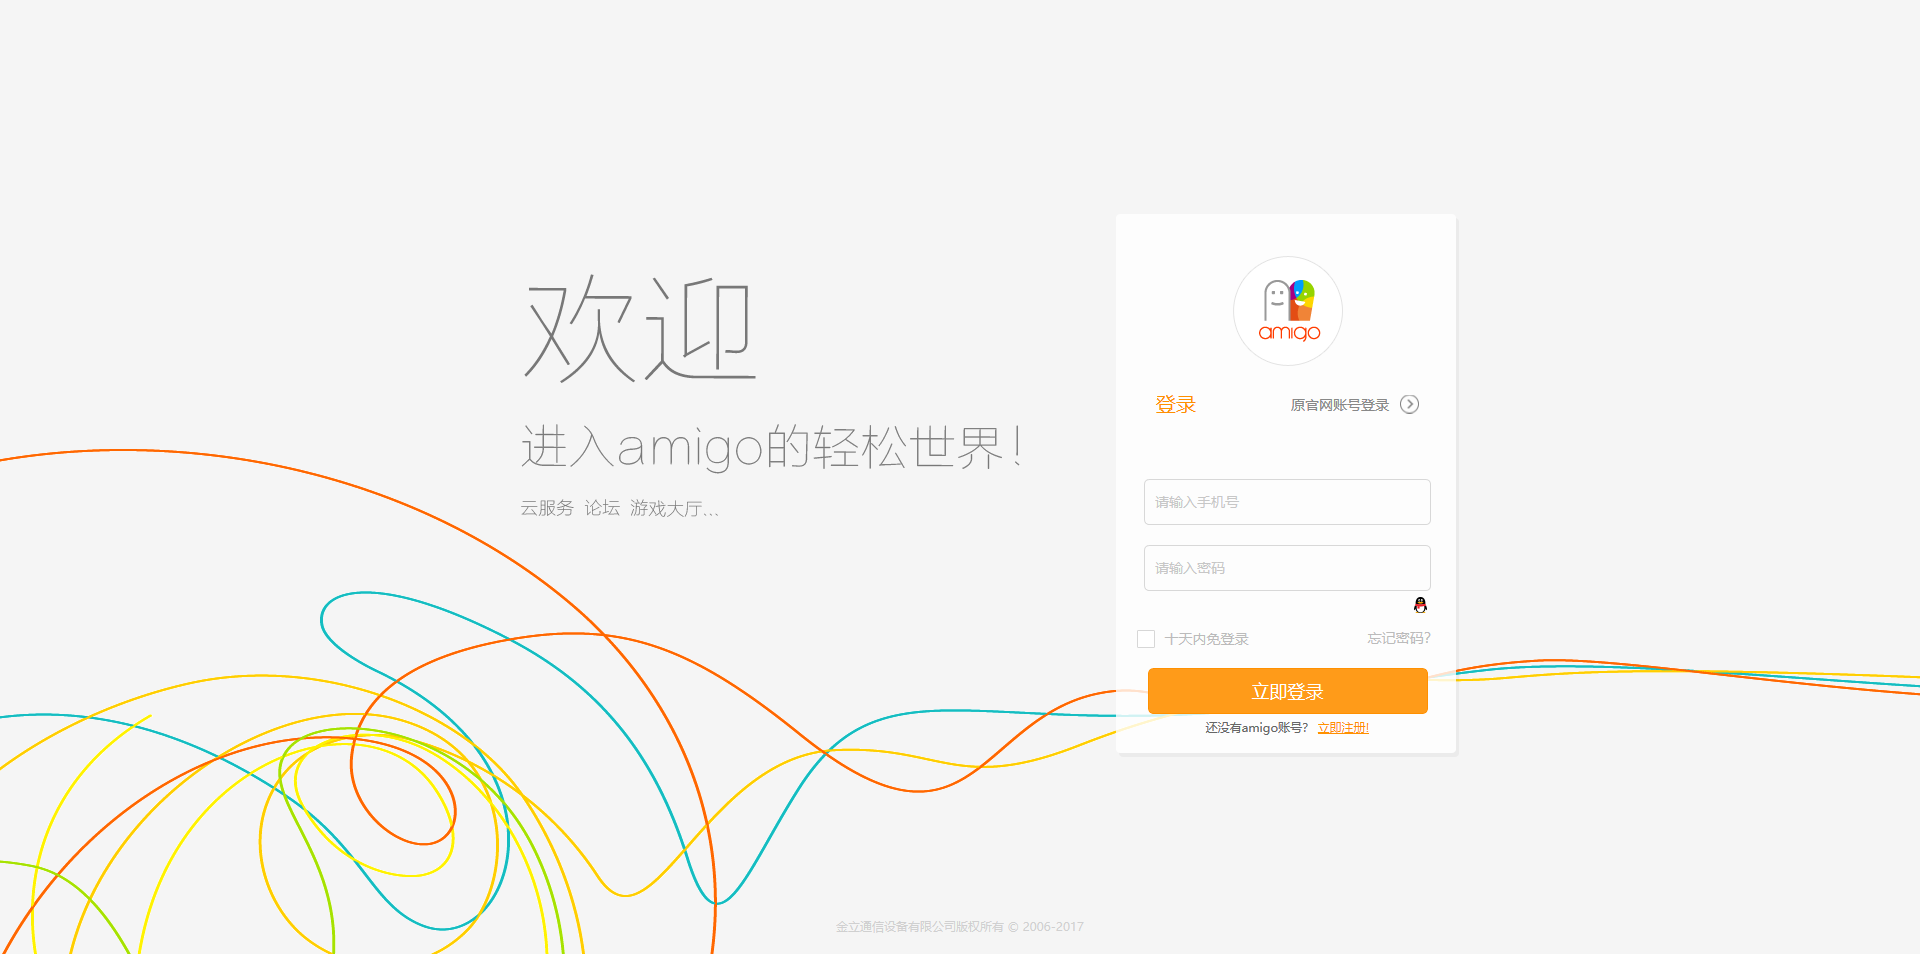 欢迎
进入amigo的轻松世界！
云服务 论坛 游戏大厅...
amigo
登录
原官网账号登录
请输入手机号
请输入密码
十天内免登录
忘记密码?
立即登录
还没有amigo账号? 立即注册!
金立通信设备有限公司版权所有 © 2006-2017